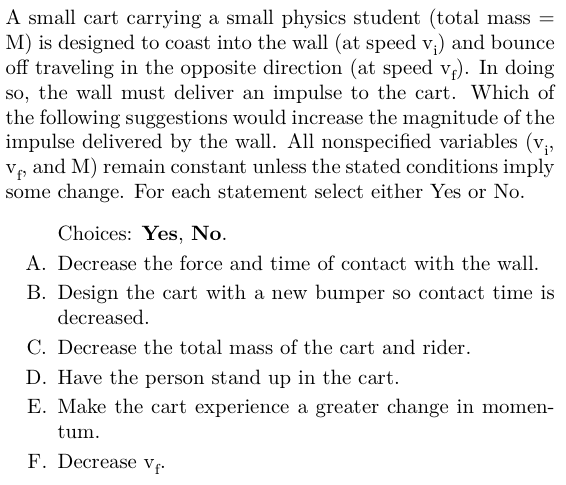 A small cart carrying a small physics student (total mass =
M) is designed to coast into the wall (at speed vᵢ) and bounce
off traveling in the opposite direction (at speed v_f). In doing
so, the wall must deliver an impulse to the cart. Which of
the following suggestions would increase the magnitude of the
impulse delivered by the wall. All nonspecified variables (vᵢ,
v_f, and M) remain constant unless the stated conditions imply
some change. For each statement select either Yes or No.
Choices: Yes, No.
A. Decrease the force and time of contact with the wall.
B. Design the cart with a new bumper so contact time is
decreased.
C. Decrease the total mass of the cart and rider.
D. Have the person stand up in the cart.
E. Make the cart experience a greater change in momen-
tum.
F. Decrease v_f.